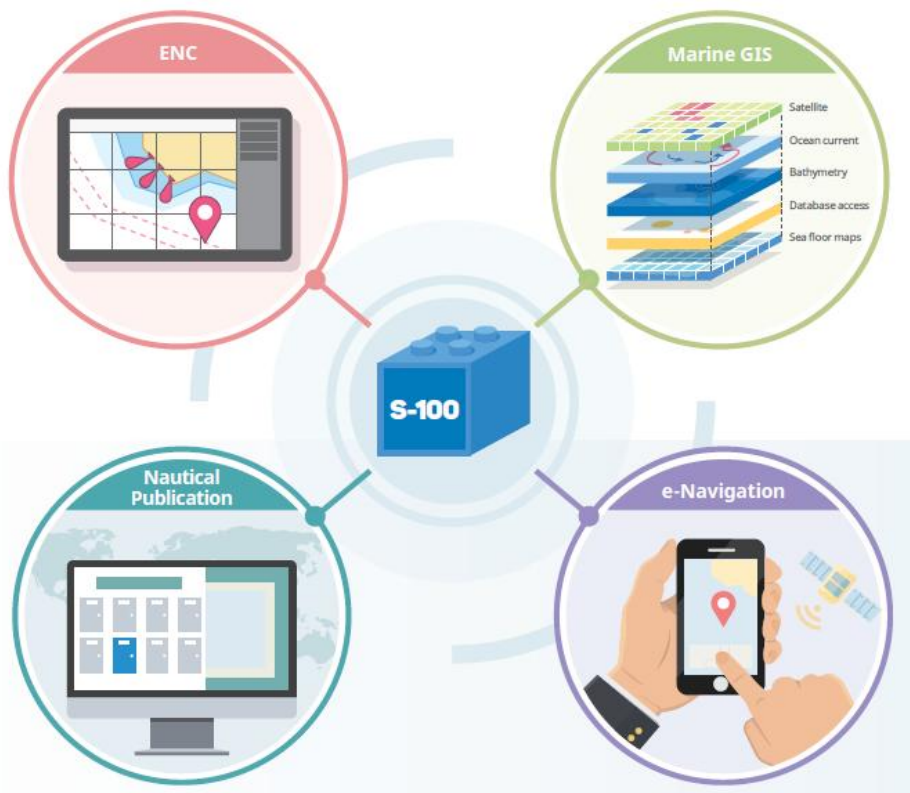 ENC
Marine GIS
Satellite
Ocean current
Bathymetry
Database access
Sea floor maps
S-100
Nautical
Publication
e-Navigation